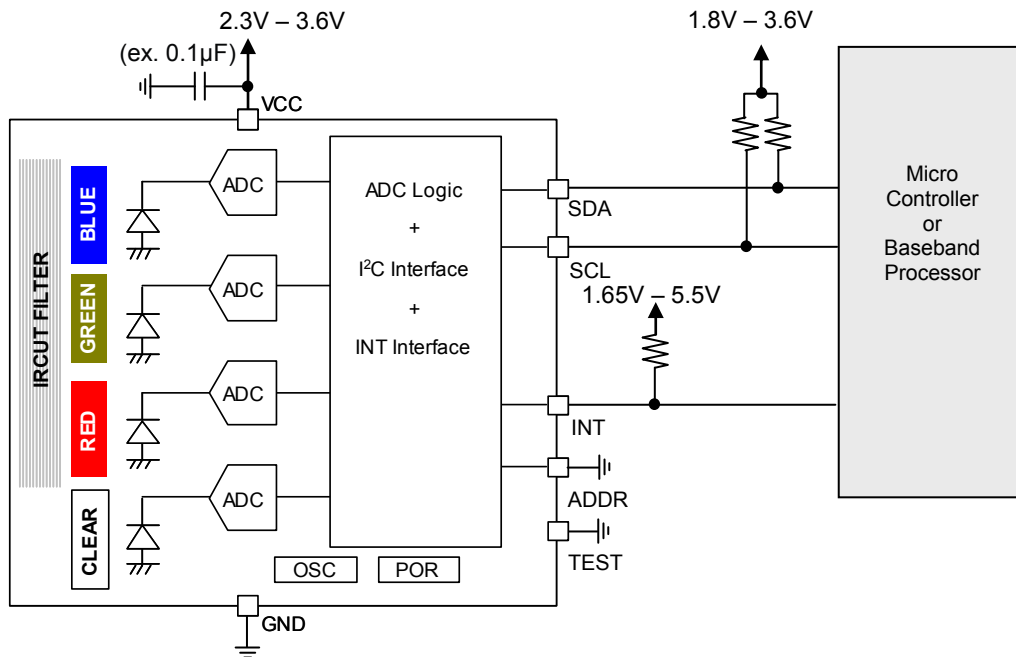 2.3V – 3.6V
(ex. 0.1µF)
VCC
1.8V – 3.6V
IRCUT FILTER
BLUE
GREEN
RED
CLEAR
ADC
ADC
ADC
ADC
ADC Logic
+
I²C Interface
+
INT Interface
OSC
POR
GND
SDA
SCL
1.65V – 5.5V
INT
ADDR
TEST
Micro
Controller
or
Baseband
Processor